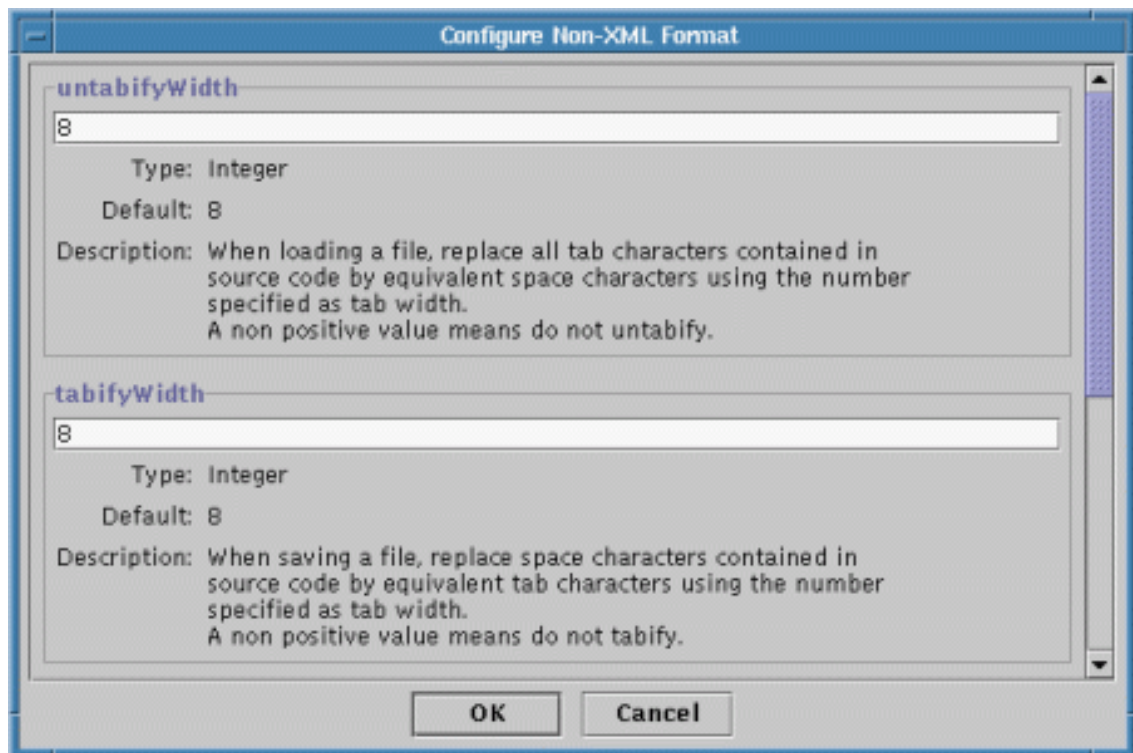 Configure Non-XML Format
untabifyWidth
8
Type: Integer
Default: 8
Description: When loading a file, replace all tab characters contained in
source code by equivalent space characters using the number
specified as tab width.
A non positive value means do not untabify.
tabifyWidth
8
Type: Integer
Default: 8
Description: When saving a file, replace space characters contained in
source code by equivalent tab characters using the number
specified as tab width.
A non positive value means do not tabify.
OK Cancel